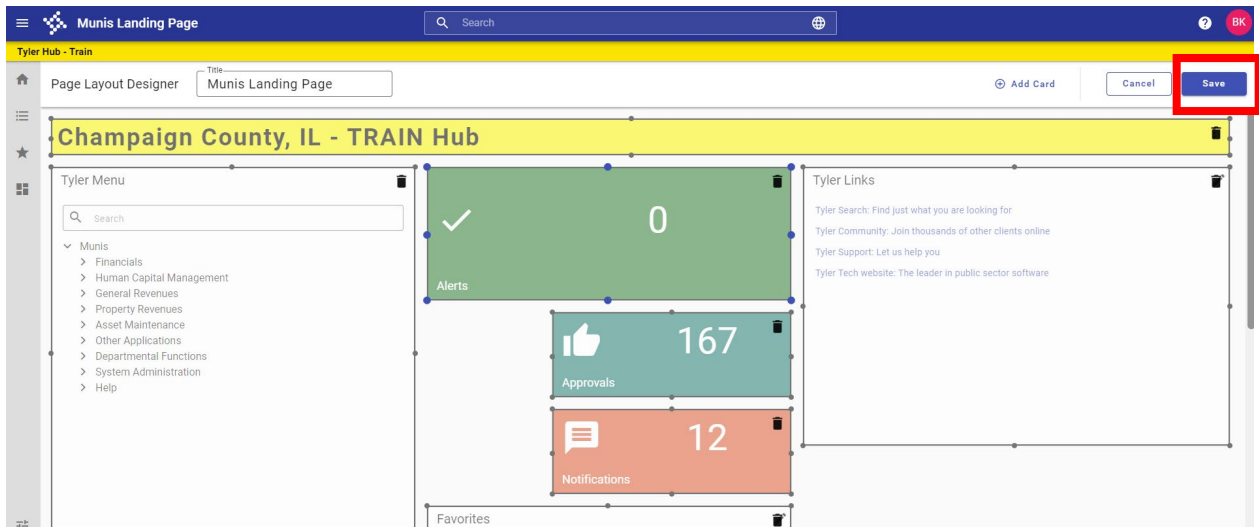 Munis Landing Page
Search
BK
Tyler Hub - Train
Page Layout Designer
Title
Munis Landing Page
Add Card
Cancel
Save
Champaign County, IL - TRAIN Hub
Tyler Menu
Search
Munis
Financials
Human Capital Management
General Revenues
Property Revenues
Asset Maintenance
Other Applications
Departmental Functions
System Administration
Help
0
Alerts
167
Approvals
12
Notifications
Favorites
Tyler Links
Tyler Search: Find just what you are looking for
Tyler Community: Join thousands of other clients online
Tyler Support: Let us help you
Tyler Tech website: The leader in public sector software